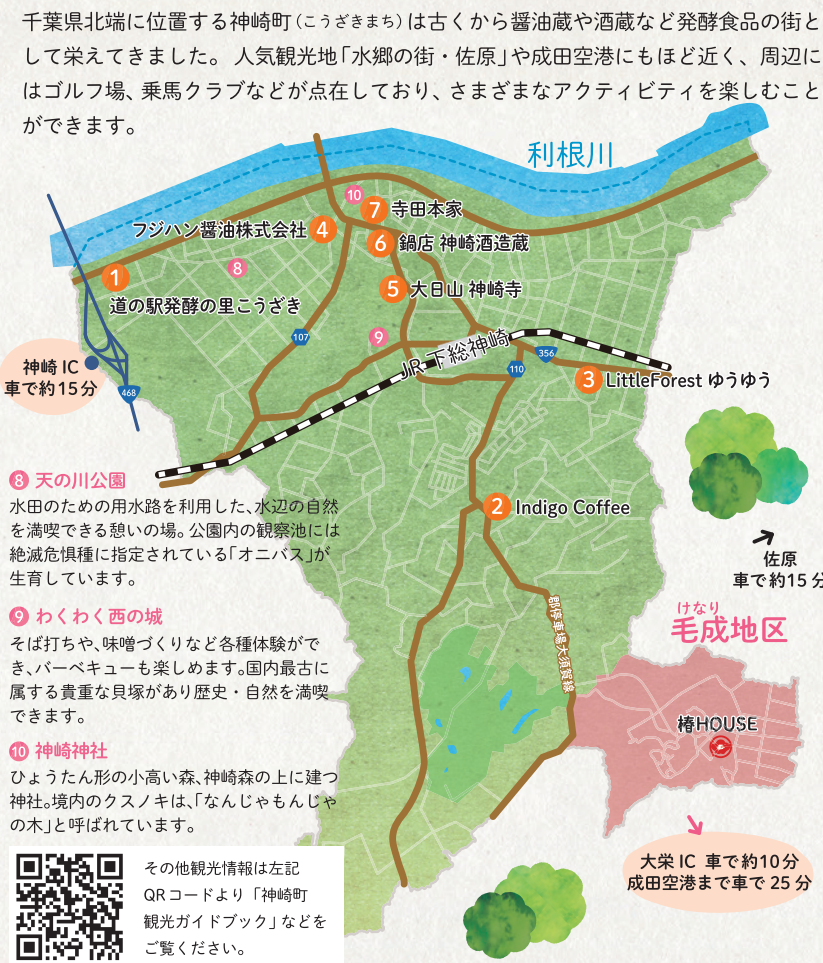 千葉県北端に位置する神崎町(こうざきまち)は古くから醤油蔵や酒蔵など発酵食品の街と
して栄えてきました。人気観光地「水郷の街・佐原」や成田空港にもほど近く、周辺に
はゴルフ場、乗馬クラブなどが点在しており、さまざまなアクティビティを楽しむこと
ができます。
利根川
10
7 寺田本家
フジハン醤油株式会社 4
6 鍋店 神崎酒造蔵
8
1
5 大日山 神崎寺
道の駅発酵の里こうざき
107
9
JR 下総神崎
356
110
神崎 IC
車で約15分
468
3 LittleForest ゆうゆう
8 天の川公園
水田のための用水路を利用した、水辺の自然
を満喫できる憩いの場。公園内の観察池には
絶滅危惧種に指定されている「オニバス」が
生育しています。
2 Indigo Coffee
佐原
車で約15分
郡停車場大須賀線
9 わくわく西の城
そば打ちや、味噌づくりなど各種体験がで
き、バーベキューも楽しめます。国内最古に
属する貴重な貝塚があり歴史・自然を満喫
できます。
けなり
毛成地区
椿HOUSE
10 神崎神社
ひょうたん形の小高い森、神崎森の上に建つ
神社。境内のクスノキは、「なんじゃもんじゃ
の木」と呼ばれています。
大栄 IC 車で約10分
成田空港まで車で 25 分
その他観光情報は左記
QRコードより「神崎町
観光ガイドブック」などを
ご覧ください。